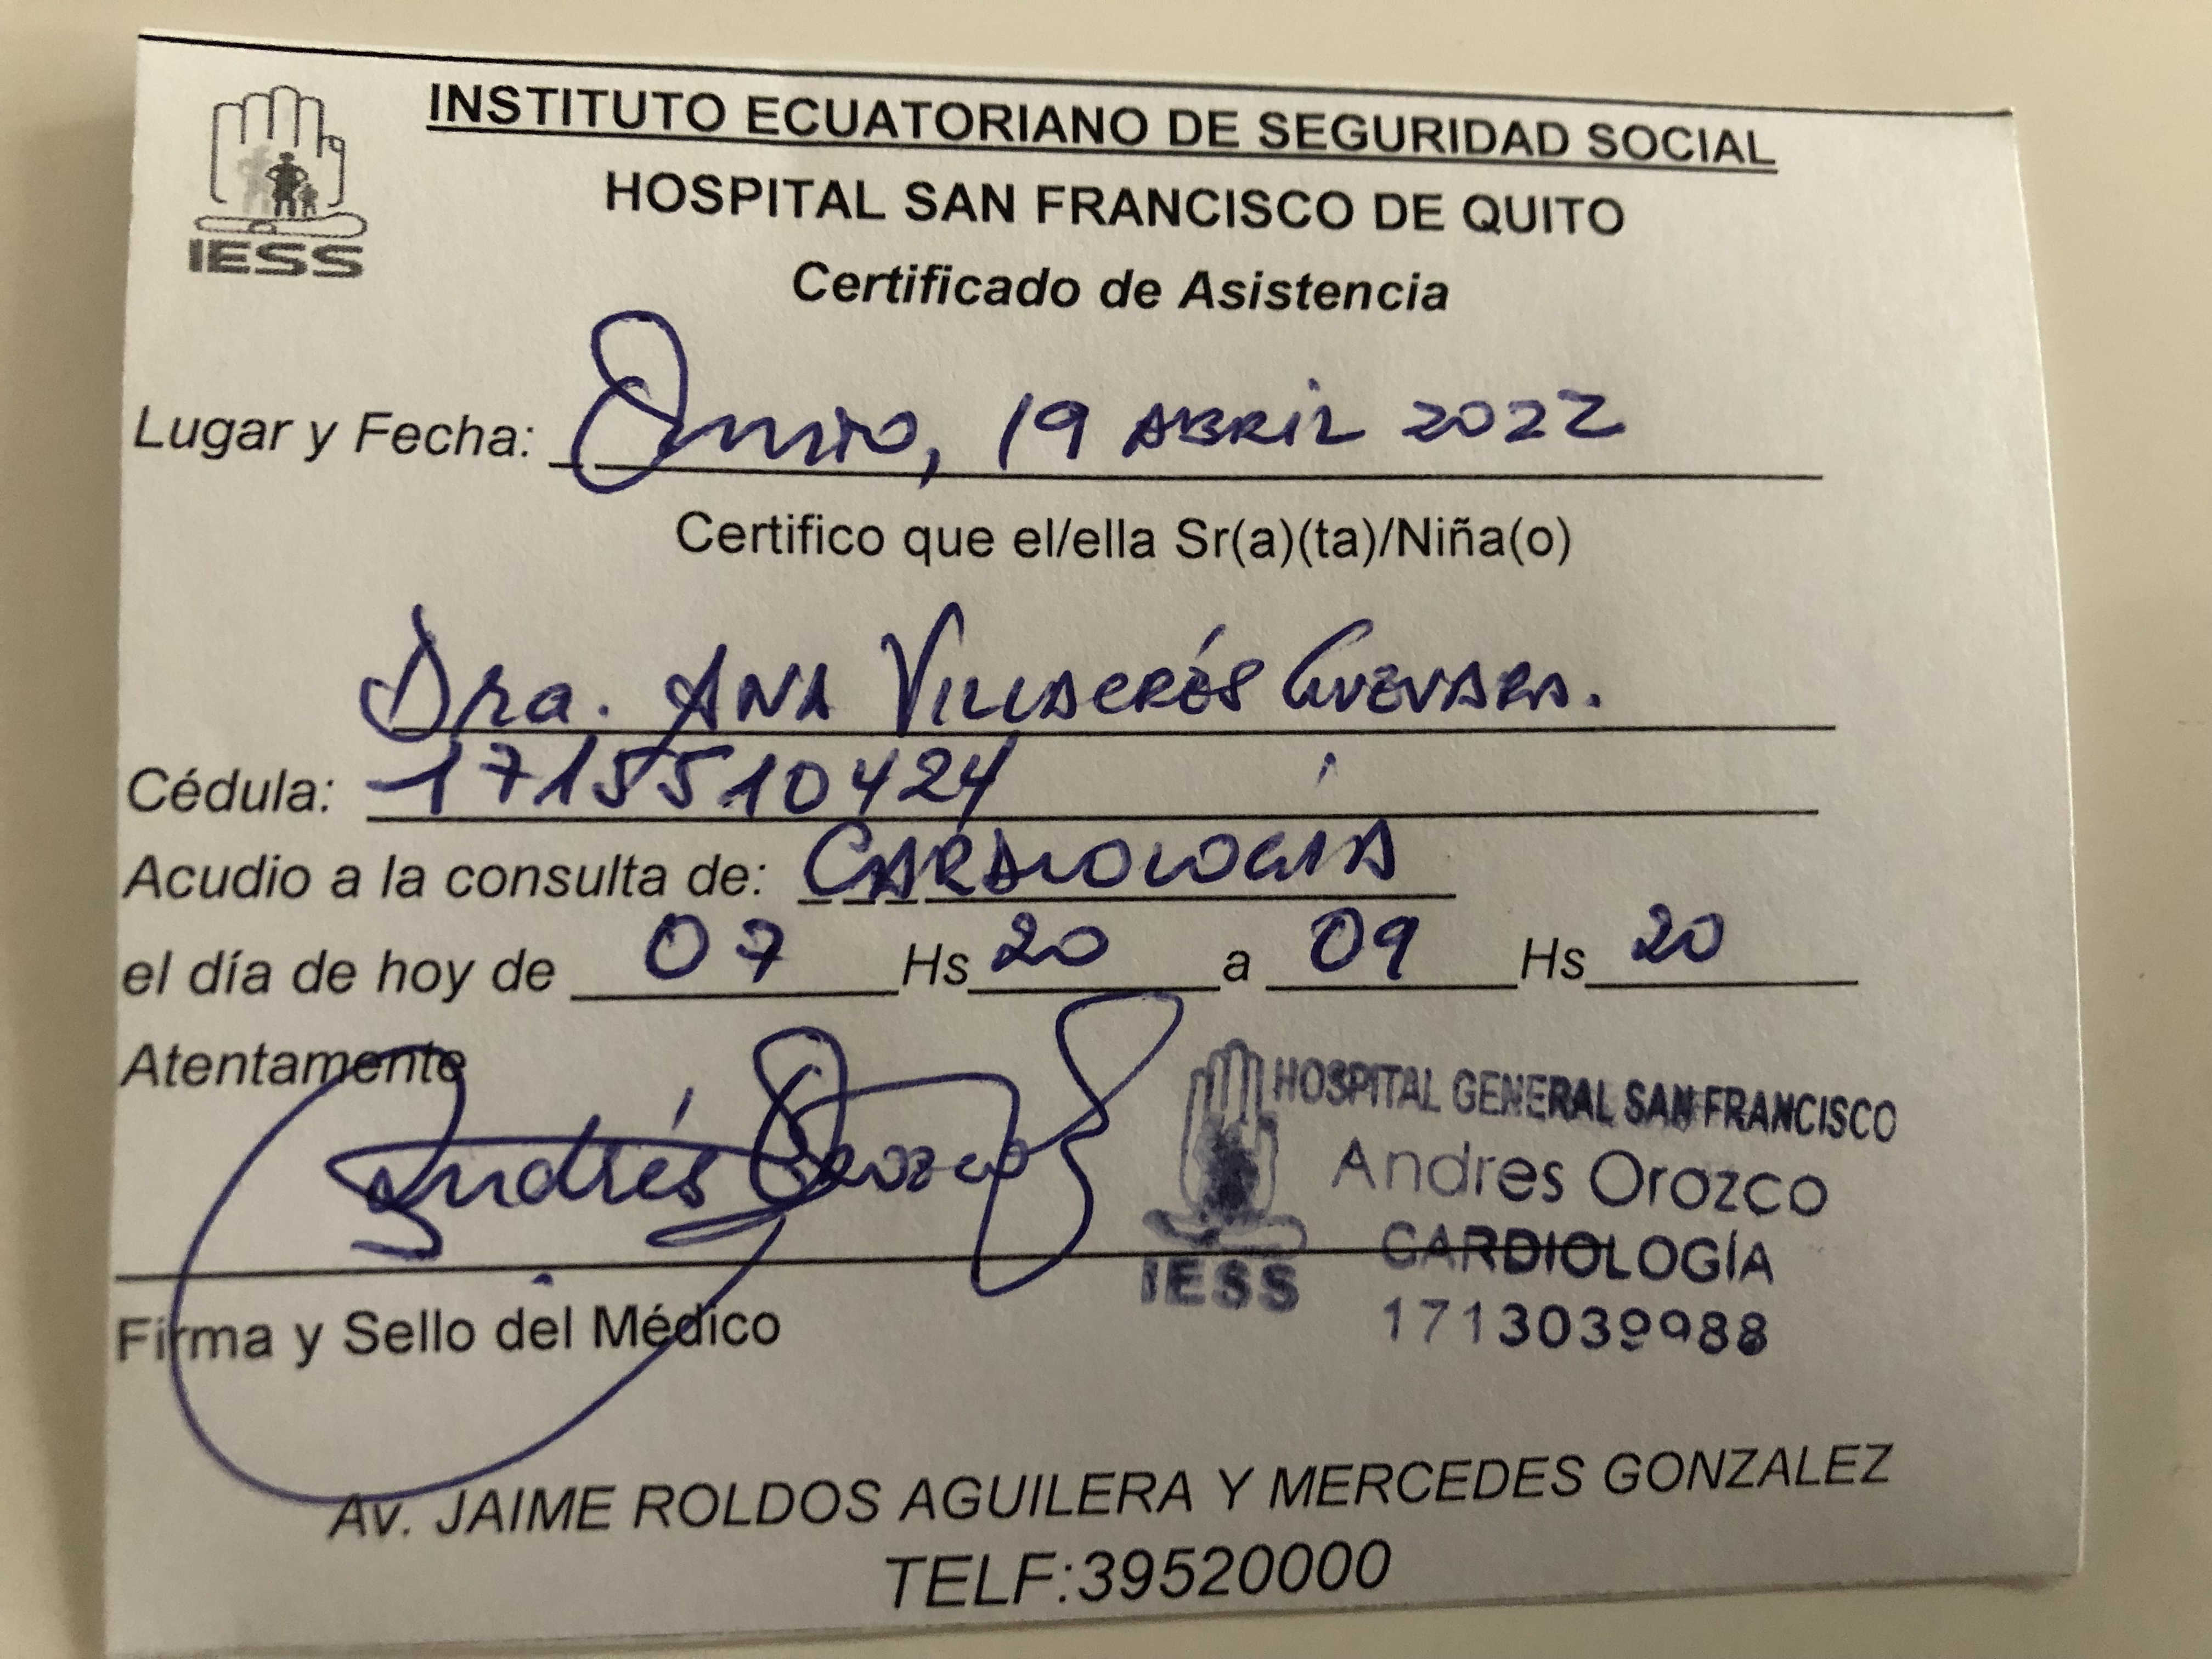 INSTITUTO ECUATORIANO DE SEGURIDAD SOCIAL
IESS
HOSPITAL SAN FRANCISCO DE QUITO
Certificado de Asistencia
Lugar y Fecha: Quito, 19 ABRIL 2022
Certifico que el/ella Sr(a)(ta)/Niña(o)
Dra. ANA VILLACRÉS GUEVARA.
Cédula: 1715510424
Acudio a la consulta de: CARDIOLOGIA
el día de hoy de 07 Hs 20 a 09 Hs 20
Atentamente
Andrés Orozco
HOSPITAL GENERAL SAN FRANCISCO
Andres Orozco
CARDIOLOGÍA
IESS
1713039988
Firma y Sello del Médico
Av. JAIME ROLDOS AGUILERA Y MERCEDES GONZALEZ
TELF:39520000